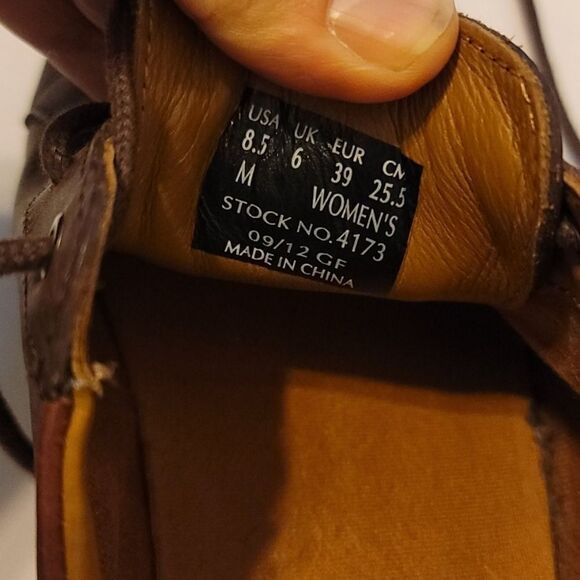 USA UK EUR CM
8.5 6 39 25.5
M WOMEN'S
STOCK NO. 4173
09/12 GF
MADE IN CHINA